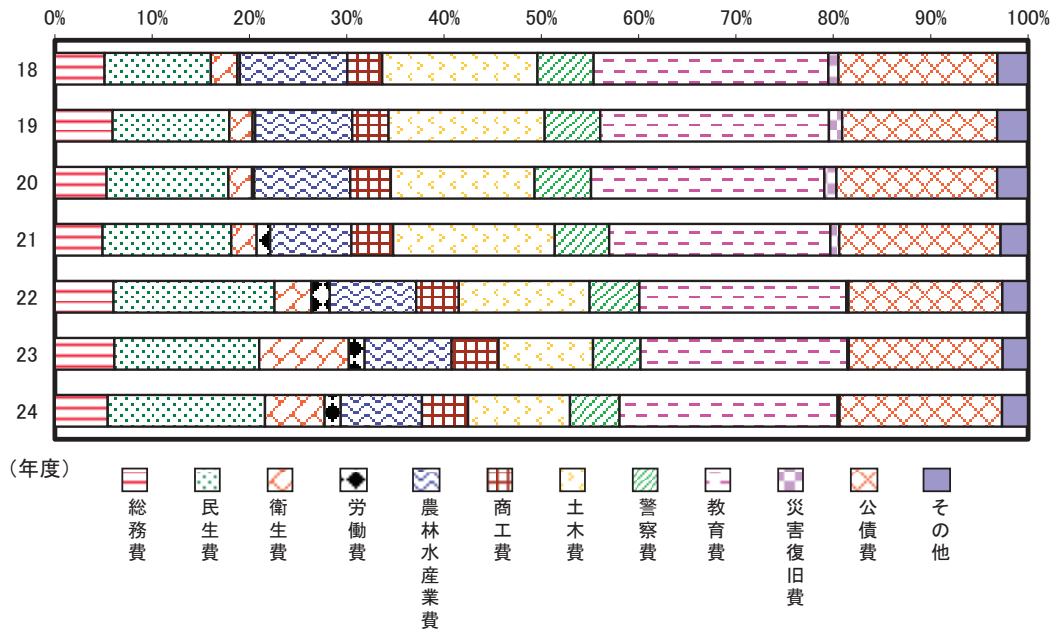 0% 10% 20% 30% 40% 50% 60% 70% 80% 90% 100%
18
19
20
21
22
23
24
(年度)
総務費
民生費
衛生費
労働費
農林水産業費
商工費
土木費
警察費
教育費
災害復旧費
公債費
その他